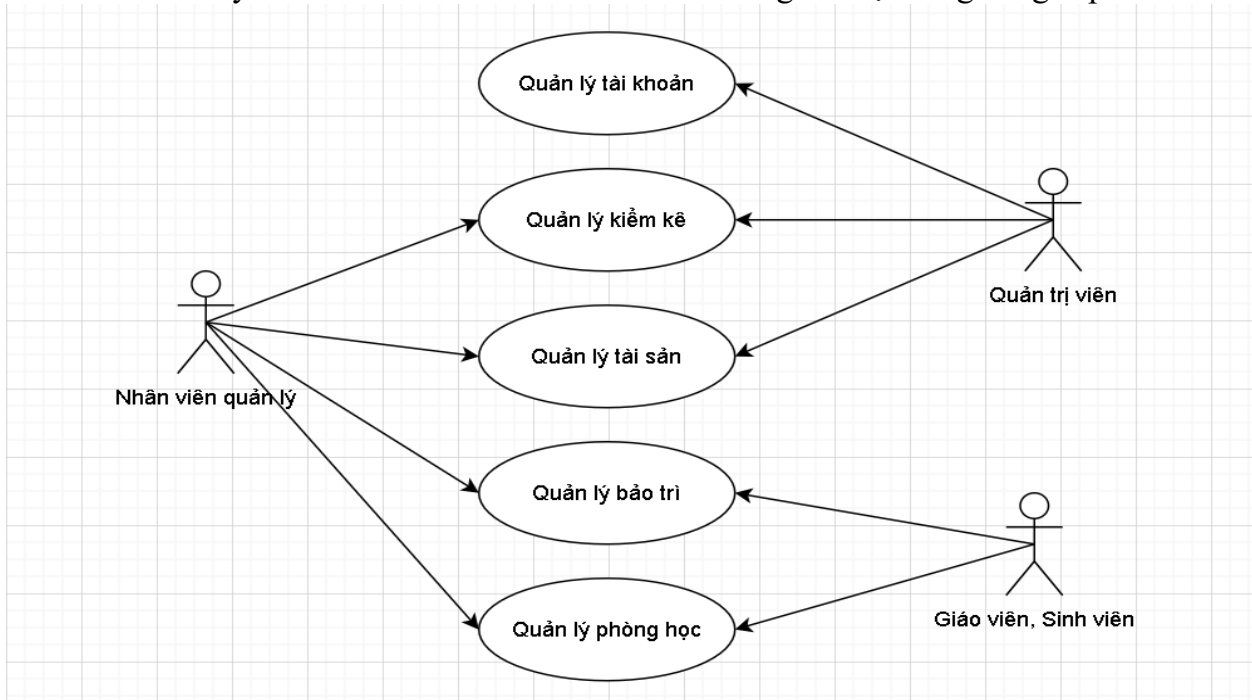 Quản lý tài khoản
Quản lý kiểm kê
Quản trị viên
Quản lý tài sản
Nhân viên quản lý
Quản lý bảo trì
Giáo viên, Sinh viên
Quản lý phòng học